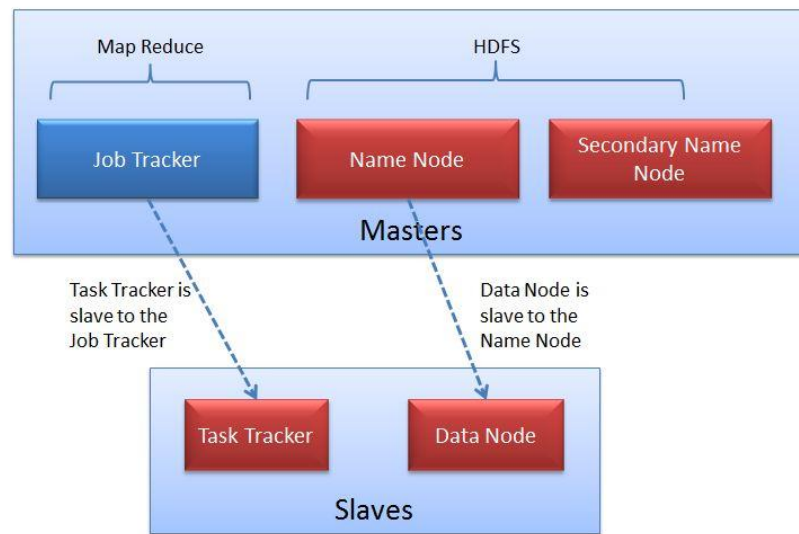 Map Reduce
HDFS
Job Tracker
Name Node
Secondary Name
Node
Masters
Task Tracker is
slave to the
Job Tracker
Data Node is
slave to the
Name Node
Task Tracker
Data Node
Slaves